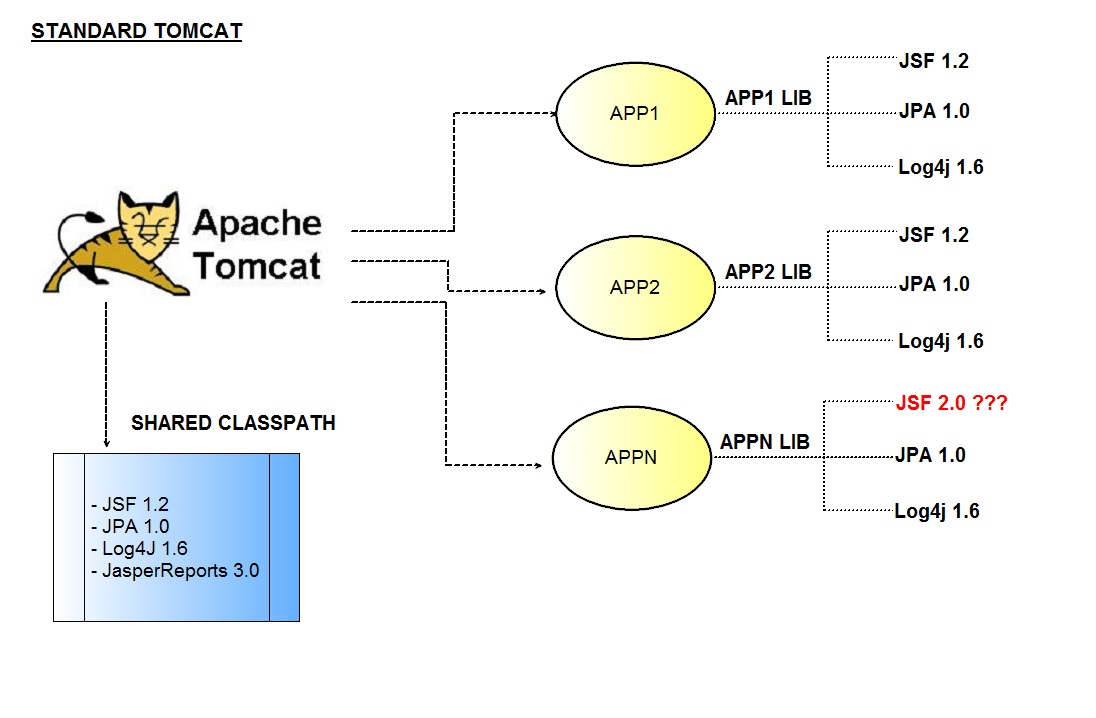 STANDARD TOMCAT
Apache
Tomcat
APP1
APP1 LIB
JSF 1.2
JPA 1.0
Log4j 1.6
APP2
APP2 LIB
JSF 1.2
JPA 1.0
Log4j 1.6
APPN
APPN LIB
JSF 2.0 ???
JPA 1.0
Log4j 1.6
SHARED CLASSPATH
- JSF 1.2
- JPA 1.0
- Log4J 1.6
- JasperReports 3.0